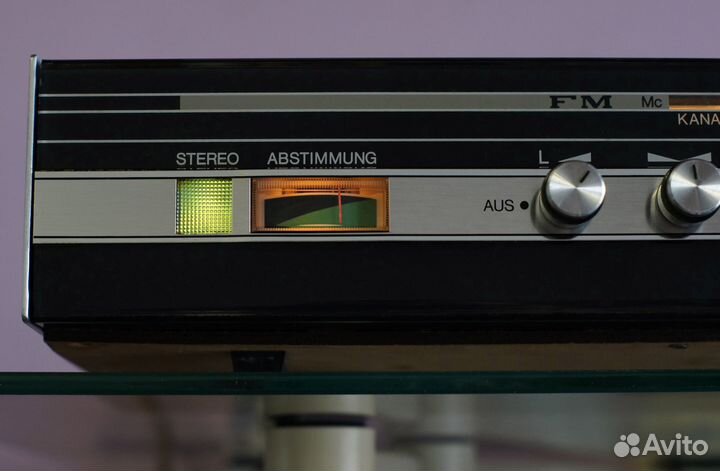 FM Mc
KANA
STEREO ABSTIMMUNG L
AUS
Avito